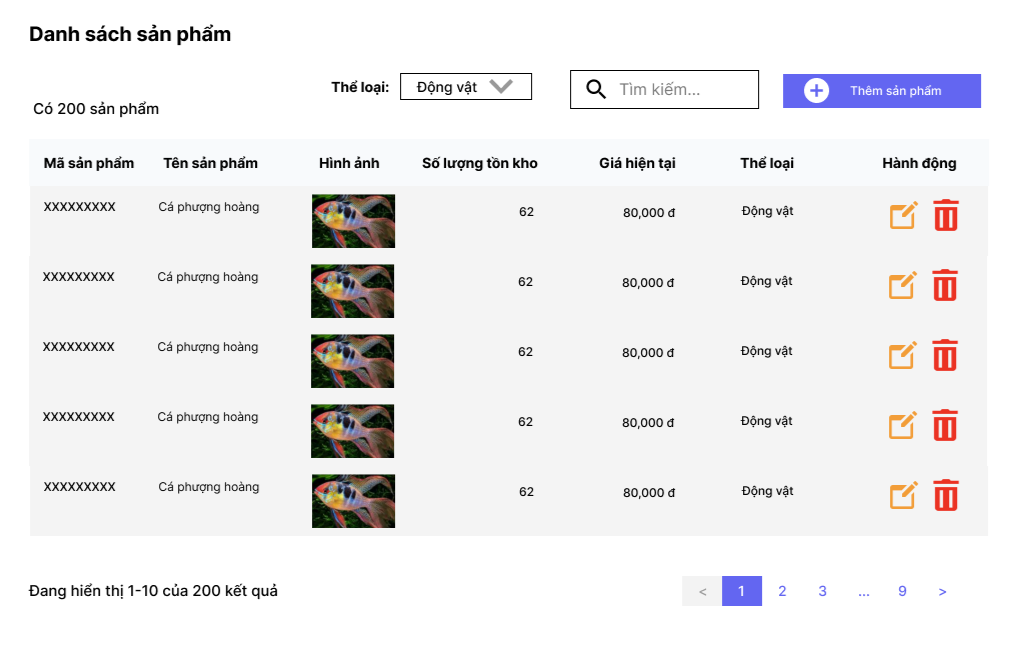 Danh sách sản phẩm
Thể loại: Động vật Tìm kiếm... Thêm sản phẩm
Có 200 sản phẩm
Mã sản phẩm Tên sản phẩm Hình ảnh Số lượng tồn kho Giá hiện tại Thể loại Hành động
XXXXXXXXX Cá phượng hoàng 62 80,000 đ Động vật
XXXXXXXXX Cá phượng hoàng 62 80,000 đ Động vật
XXXXXXXXX Cá phượng hoàng 62 80,000 đ Động vật
XXXXXXXXX Cá phượng hoàng 62 80,000 đ Động vật
XXXXXXXXX Cá phượng hoàng 62 80,000 đ Động vật
Đang hiển thị 1-10 của 200 kết quả < 1 2 3 ... 9 >